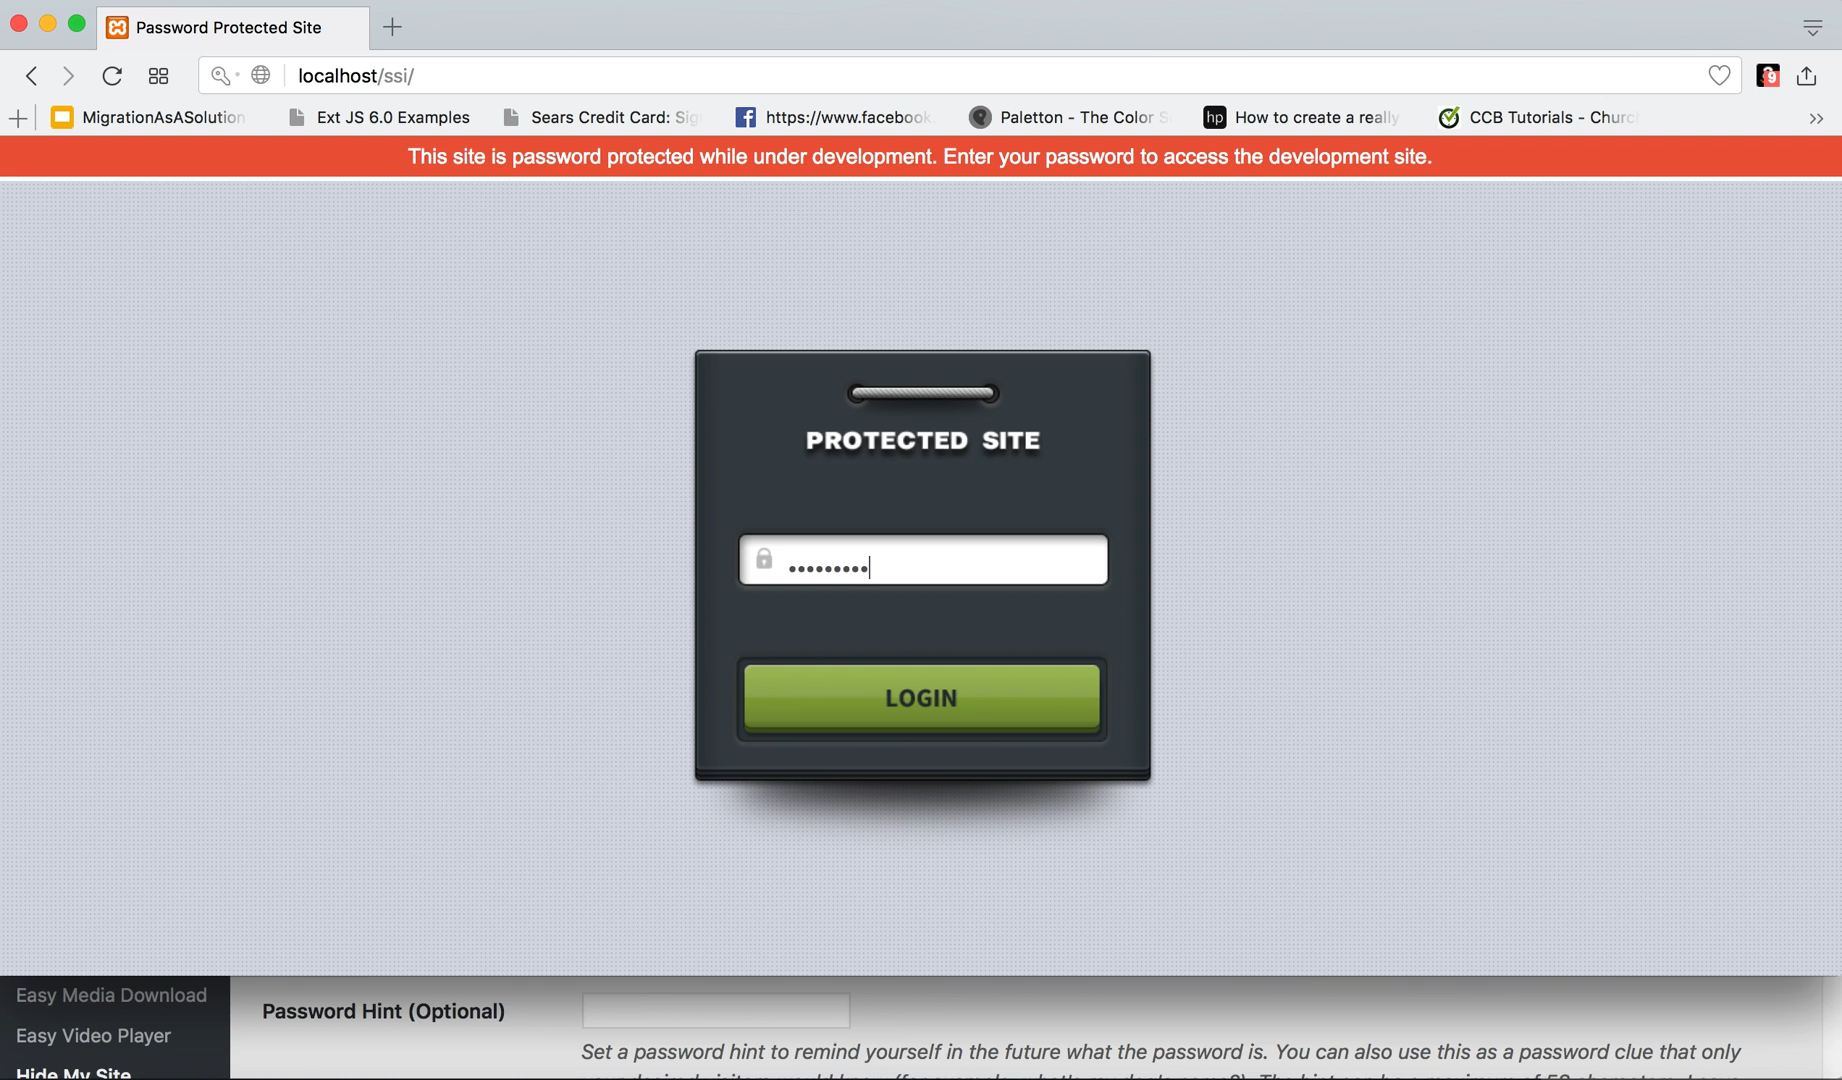 Password Protected Site
localhost/ssi/
9
MigrationAsASolution
Ext JS 6.0 Examples
Sears Credit Card: Sig
https://www.facebook.
Paletton - The Color S
hp How to create a really
CCB Tutorials - Churc
This site is password protected while under development. Enter your password to access the development site.
PROTECTED SITE
LOGIN
Easy Media Download
Password Hint (Optional)
Easy Video Player
Set a password hint to remind yourself in the future what the password is. You can also use this as a password clue that only
Hide My Site